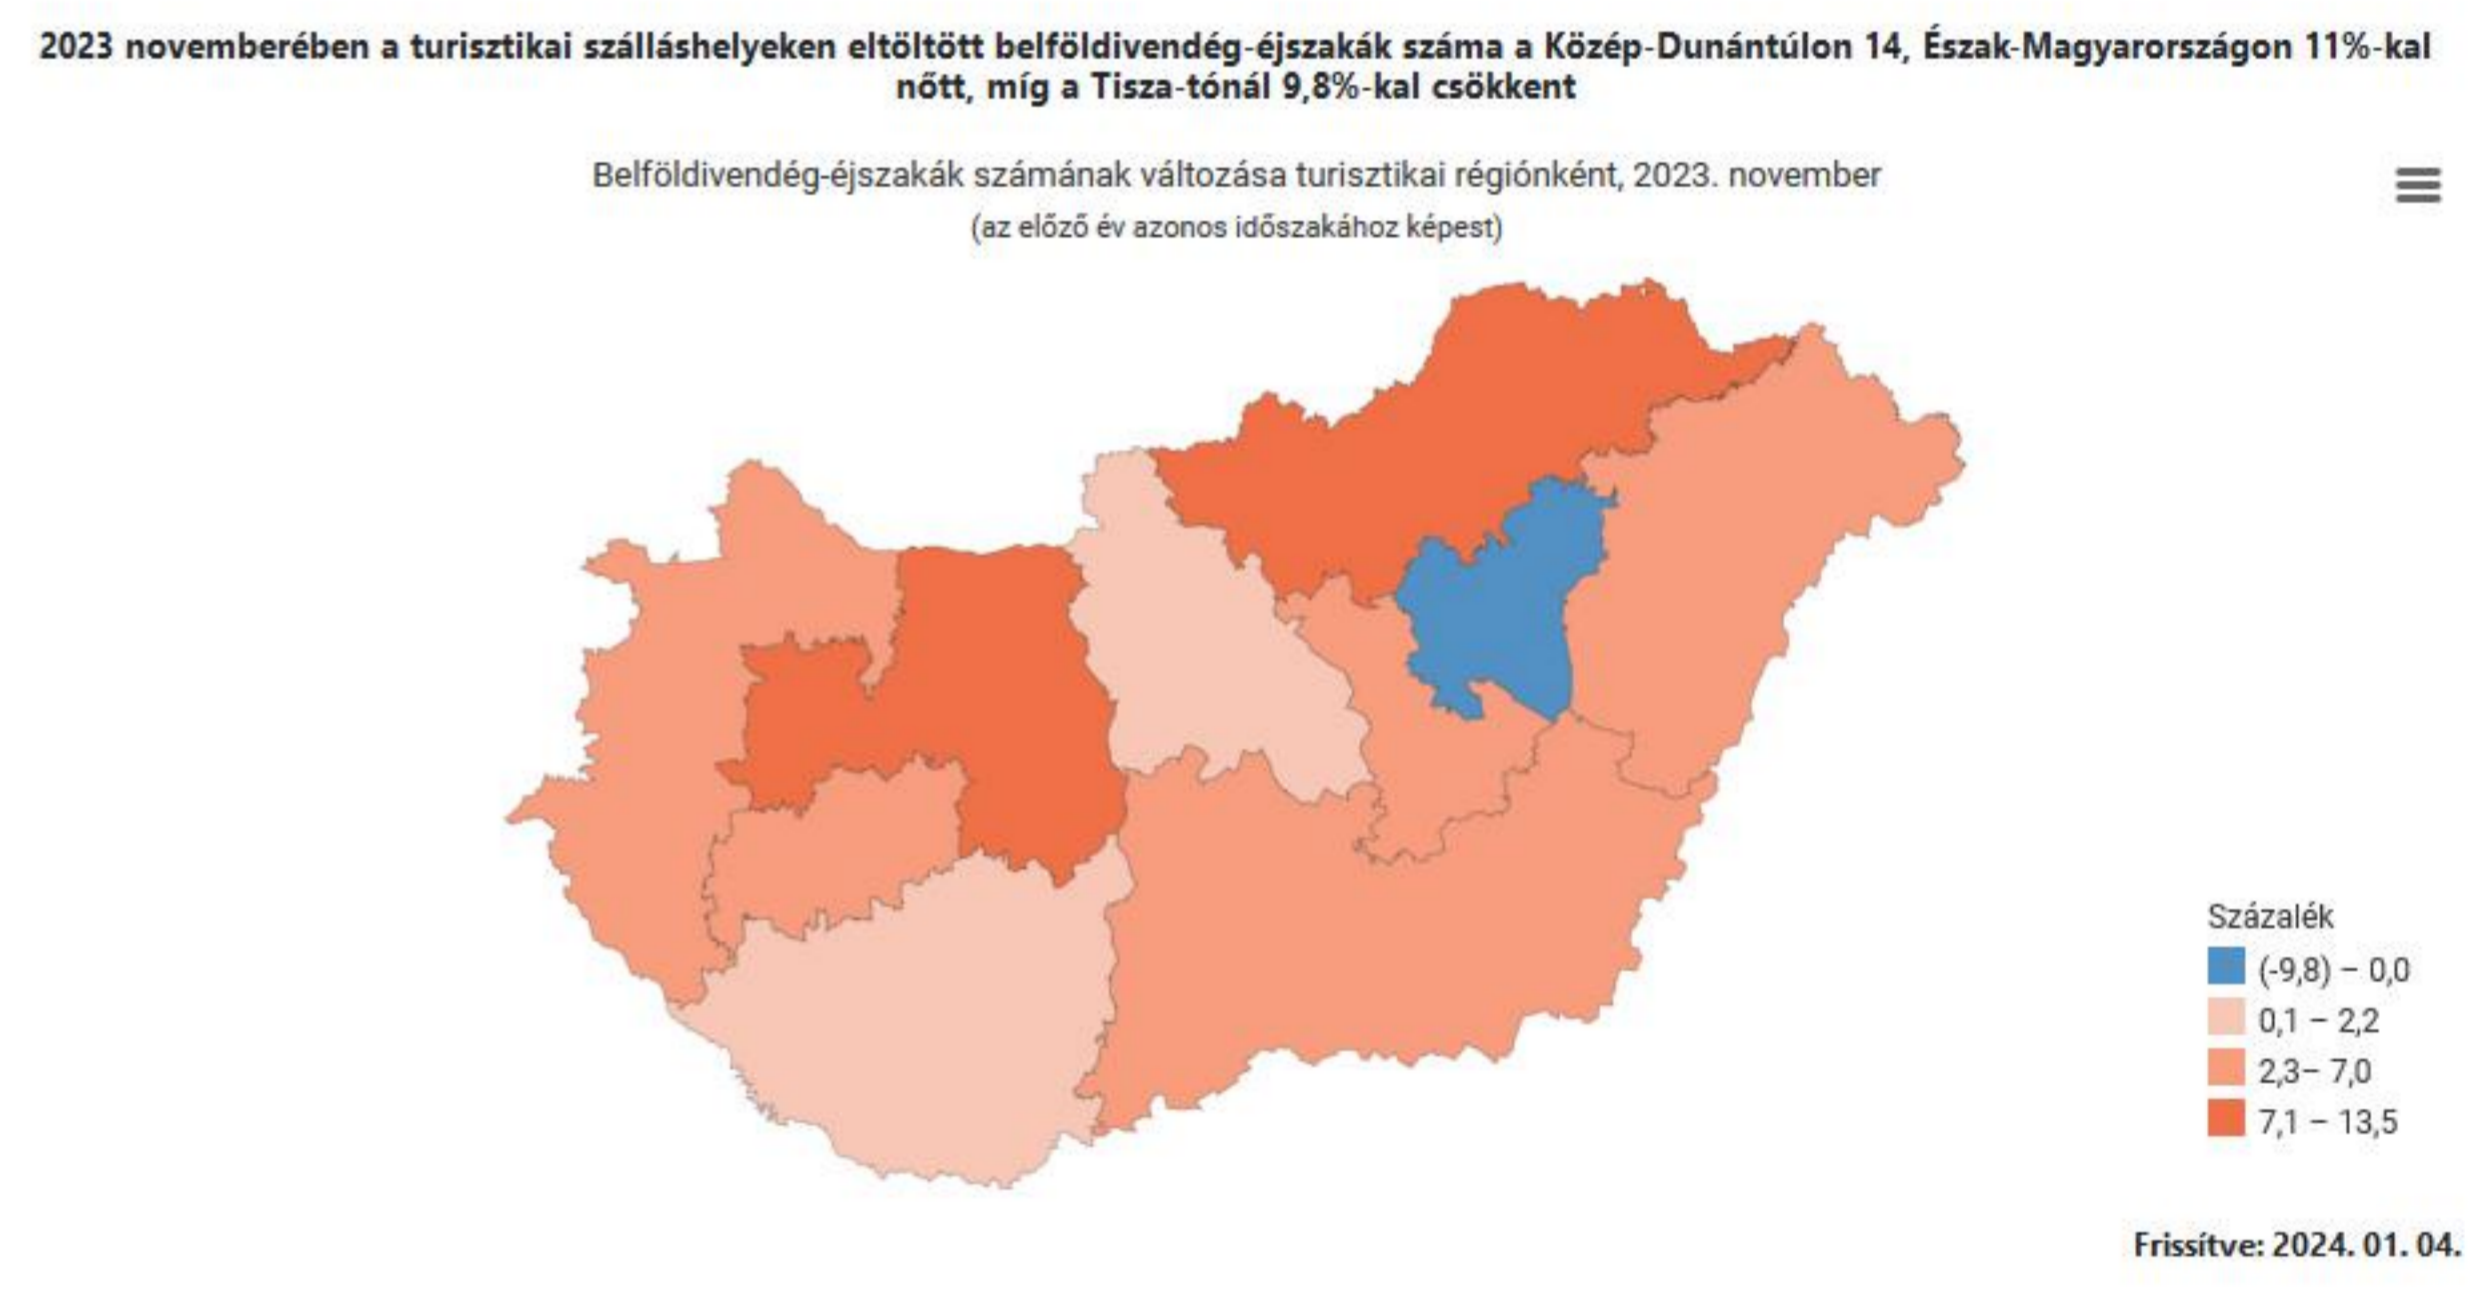 2023 novemberében a turisztikai szálláshelyeken eltöltött belföldivendég-éjszakák száma a Közép-Dunántúlon 14, Észak-Magyarországon 11%-kal
nőtt, míg a Tisza-tónál 9,8%-kal csökkent
Belföldivendég-éjszakák számának változása turisztikai régiónként, 2023. november
(az előző év azonos időszakához képest)
Százalék
(-9,8) – 0,0
0,1 – 2,2
2,3– 7,0
7,1 – 13,5
Frissítve: 2024. 01. 04.